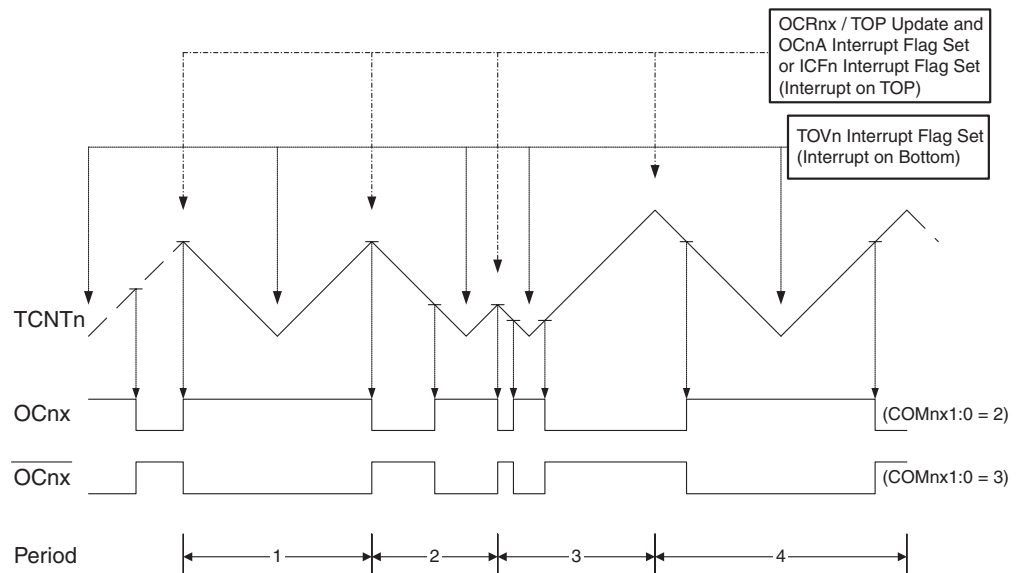 OCRnx / TOP Update and
OCnA Interrupt Flag Set
or ICFn Interrupt Flag Set
(Interrupt on TOP)
TOVn Interrupt Flag Set
(Interrupt on Bottom)
TCNTn
OCnx
(COMnx1:0 = 2)
OCnx
(COMnx1:0 = 3)
Period
1
2
3
4